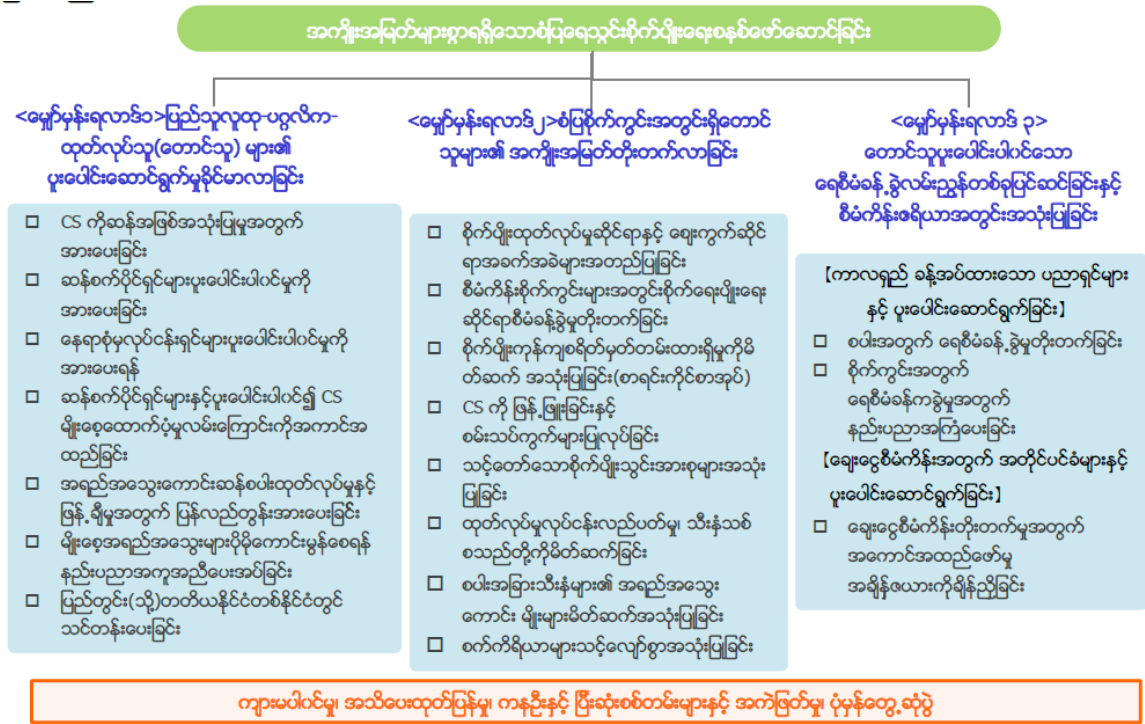 အကျိုးအမြတ်များစွာရရှိသောစံပြရေသွင်းစိုက်ပျိုးရေးစနစ်ဖော်ဆောင်ခြင်း
<မျှော်မှန်းရလာဒ်၁>ပြည်သူလူထု-ပဂ္ဂလိက-
ထုတ်လုပ်သူ(တောင်သူ) များ၏
ပူးပေါင်းဆောင်ရွက်မှုခိုင်မာလာခြင်း
☐ CS ကိုဆန်အဖြစ်အသုံးပြုမှုအတွက်
အားပေးခြင်း
☐ ဆန်စက်ပိုင်ရှင်များပူးပေါင်းပါဝင်မှုကို
အားပေးခြင်း
☐ နေရာစုံမှလုပ်ငန်းရှင်များပူးပေါင်းပါဝင်မှုကို
အားပေးရန်
☐ ဆန်စက်ပိုင်ရှင်များနှင့်ပူးပေါင်းပါဝင်၍ CS
မျိုးစေ့ထောက်ပံ့မှုလမ်းကြောင်းကိုအကာင်အ
ထည်ခြင်း
☐ အရည်အသွေးကောင်းဆန်စပါးထုတ်လုပ်မှုနှင့်
ဖြန့်ချီမှုအတွက် ပြန်လည်တွန်းအားပေးခြင်း
☐ မျိုးစေ့အရည်အသွေးများပိုမိုကောင်းမွန်စေရန်
နည်းပညာအကူအညီပေးအပ်ခြင်း
☐ ပြည်တွင်း(သို့)တတိယနိုင်ငံတစ်နိုင်ငံတွင်
သင်တန်းပေးခြင်း
<မျှော်မှန်းရလာဒ်၂>စံပြစိုက်ကွင်းအတွင်းရှိတောင်
သူများ၏ အကျိုးအမြတ်တိုးတက်လာခြင်း
☐ စိုက်ပျိုးထုတ်လုပ်မှုဆိုင်ရာနှင့် ဈေးကွက်ဆိုင်
ရာအခက်အခဲများအတည်ပြုခြင်း
☐ စီမံကိန်းစိုက်ကွင်းများအတွင်းစိုက်ရေးပျိုးရေး
ဆိုင်ရာစီမံခန့်ခွဲမှုတိုးတက်ခြင်း
☐ စိုက်ပျိုးကုန်ကျစရိတ်မှတ်တမ်းထားရှိမှုကိုမိ
တ်ဆက် အသုံးပြုခြင်း(စာရင်းကိုင်စာအုပ်)
☐ CS ကို ဖြန့်ဖြူးခြင်းနှင့်
စမ်းသပ်ကွက်များပြုလုပ်ခြင်း
☐ သင့်တော်သောစိုက်ပျိုးသွင်းအားစုများအသုံး
ပြုခြင်း
☐ ထုတ်လုပ်မှုလုပ်ငန်းလည်ပတ်မှု၊ သီးနှံသစ်
စသည်တို့ကိုမိတ်ဆက်ခြင်း
☐ စပါးအခြားသီးနှံများ၏ အရည်အသွေး
ကောင်း မျိုးများမိတ်ဆက်အသုံးပြုခြင်း
☐ စက်ကိရိယာများသင့်လျော်စွာအသုံးပြုခြင်း
<မျှော်မှန်းရလာဒ် ၃>
တောင်သူပူးပေါင်းပါဝင်သော
ရေစီမံခန့်ခွဲလမ်းညွှန်တစ်ခုပြင်ဆင်ခြင်းနှင့်
စီမံကိန်းဧရိယာအတွင်းအသုံးပြုခြင်း
【ကာလရှည် ခန့်အပ်ထားသော ပညာရှင်များ
နှင့် ပူးပေါင်းဆောင်ရွက်ခြင်း】
☐ စပါးအတွက် ရေစီမံခန့်ခွဲမှုတိုးတက်ခြင်း
☐ စိုက်ကွင်းအတွက်
ရေစီမံခန်ကခွဲမှုအတွက်
နည်းပညာအကြံပေးခြင်း
【ချေးငွေစီမံကိန်းအတွက် အတိုင်ပင်ခံများနှင့်
ပူးပေါင်းဆောင်ရွက်ခြင်း】
☐ ချေးငွေစီမံကိန်းတိုးတက်မှုအတွက်
အကောင်အထည်ဖော်မှု
အချိန်ဇယားကိုချိန်ညှိခြင်း
ကျားမပါဝင်မှု၊ အသိပေးထုတ်ပြန်မှု၊ ကနဦးနှင့် ပြီးဆုံးစစ်တမ်းများနှင့် အကဲဖြတ်မှု၊ ပုံမှန်တွေ့ဆုံပွဲ